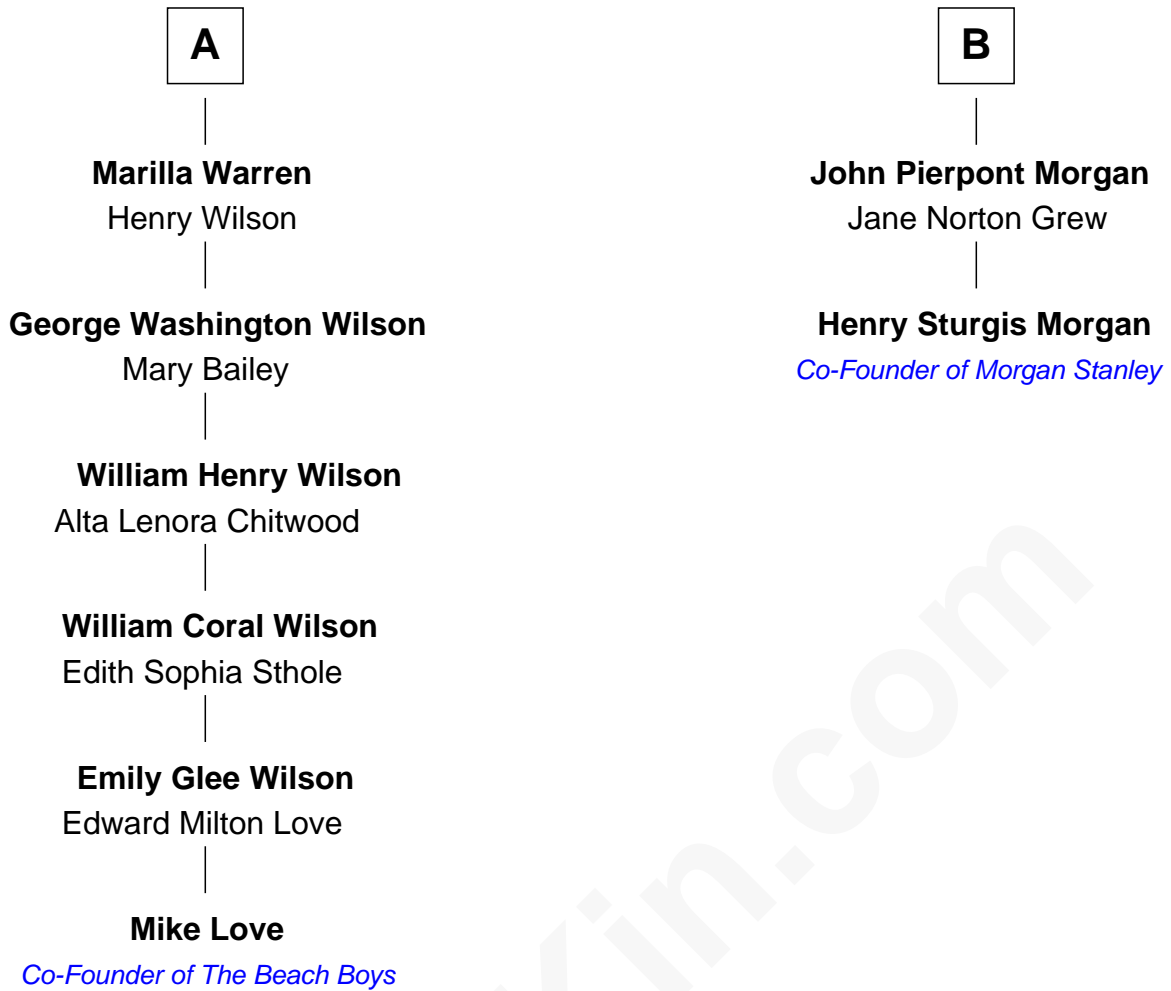 A
Marilla Warren
Henry Wilson
George Washington Wilson
Mary Bailey
William Henry Wilson
Alta Lenora Chitwood
William Coral Wilson
Edith Sophia Sthole
Emily Glee Wilson
Edward Milton Love
Mike Love
Co-Founder of The Beach Boys
B
John Pierpont Morgan
Jane Norton Grew
Henry Sturgis Morgan
Co-Founder of Morgan Stanley
Kin.com